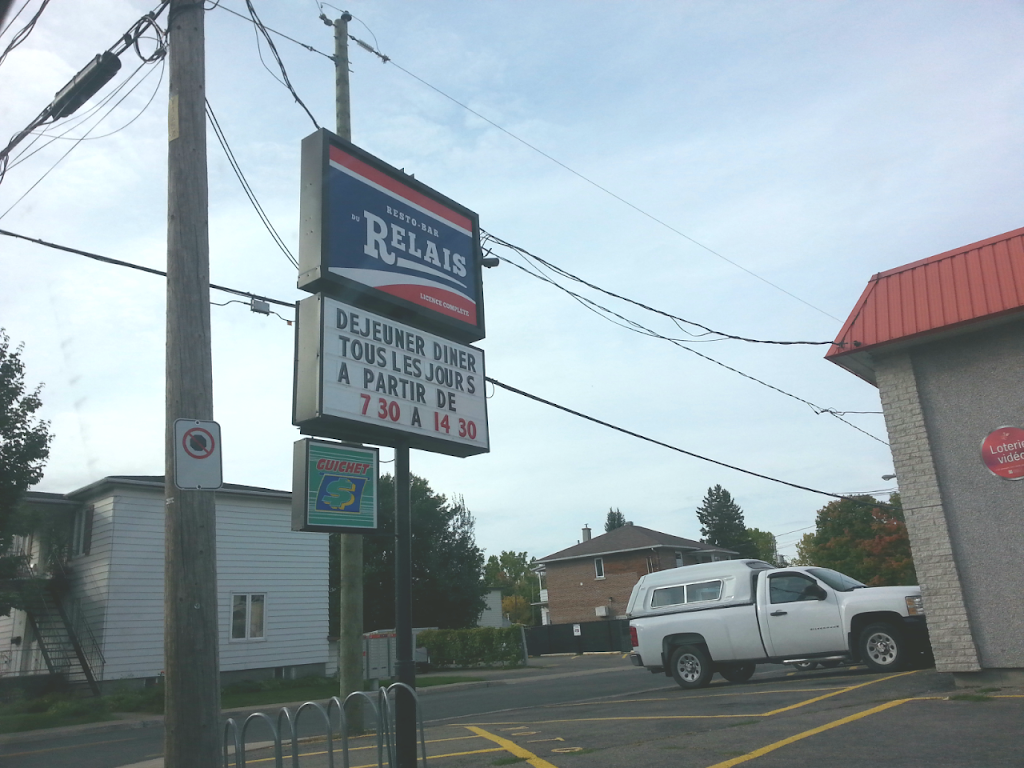 RESTO-BAR
DU RELAIS
LICENCE COMPLETE
DEJEUNER DINER
TOUS LES JOURS
A PARTIR DE
7 30 A 14 30
GUICHET
$
Loterie
vidéo